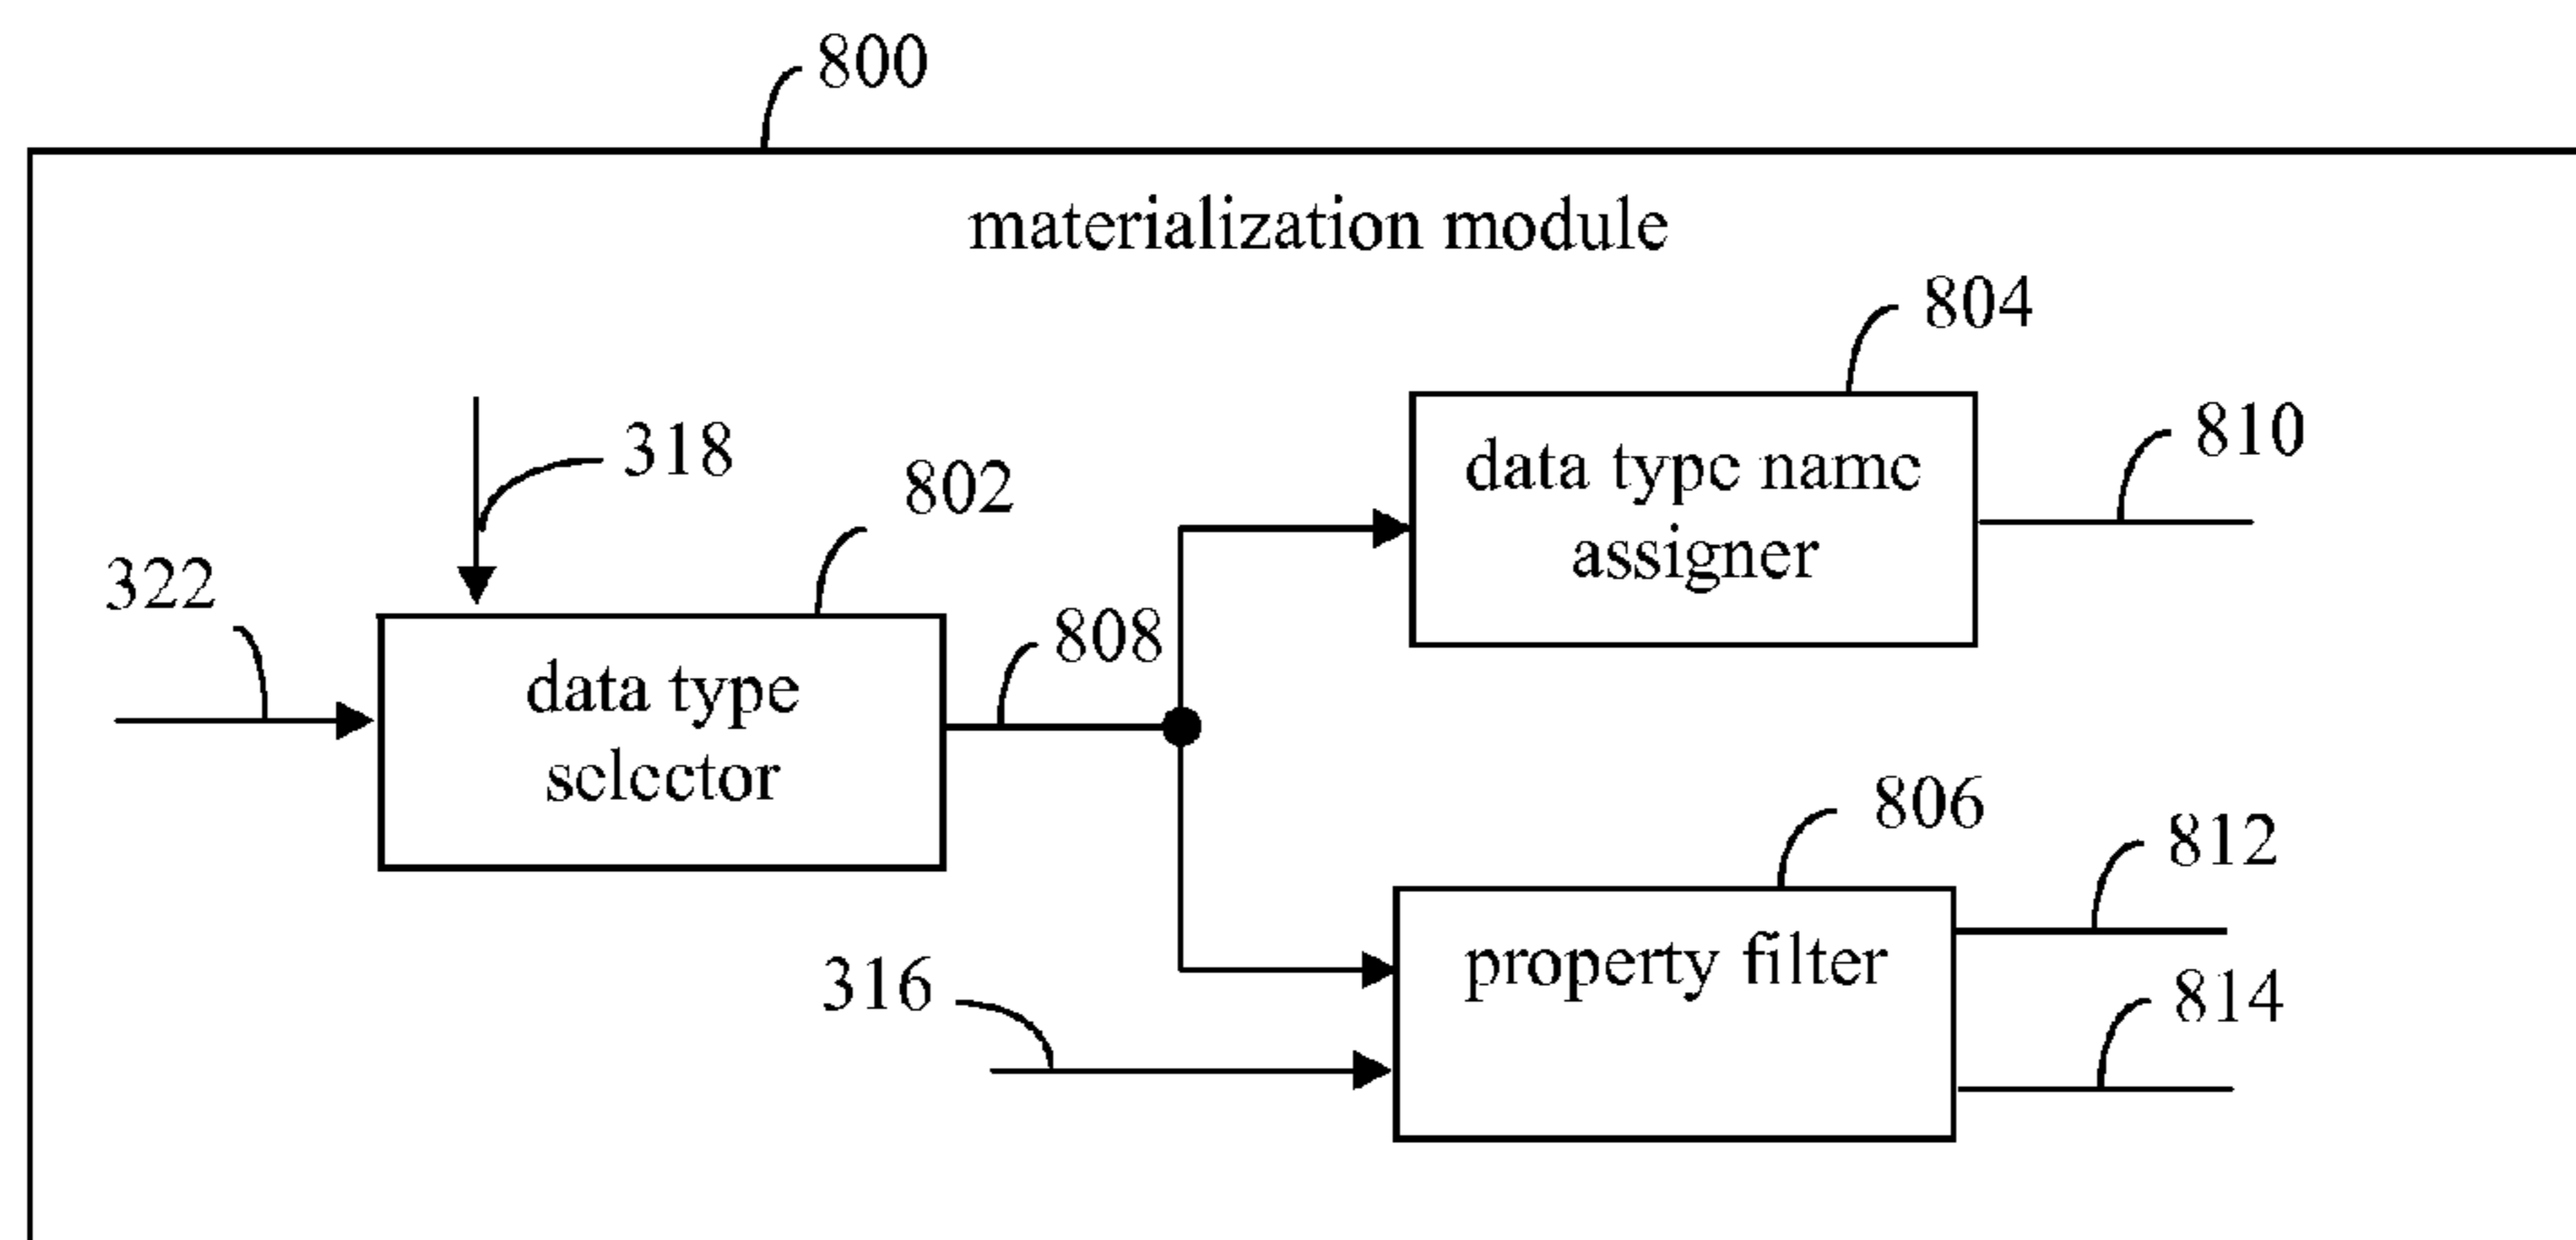 800
materialization module
804
810
318
802
data type name
assigner
322
808
data type
selector
806
812
property filter
316
814